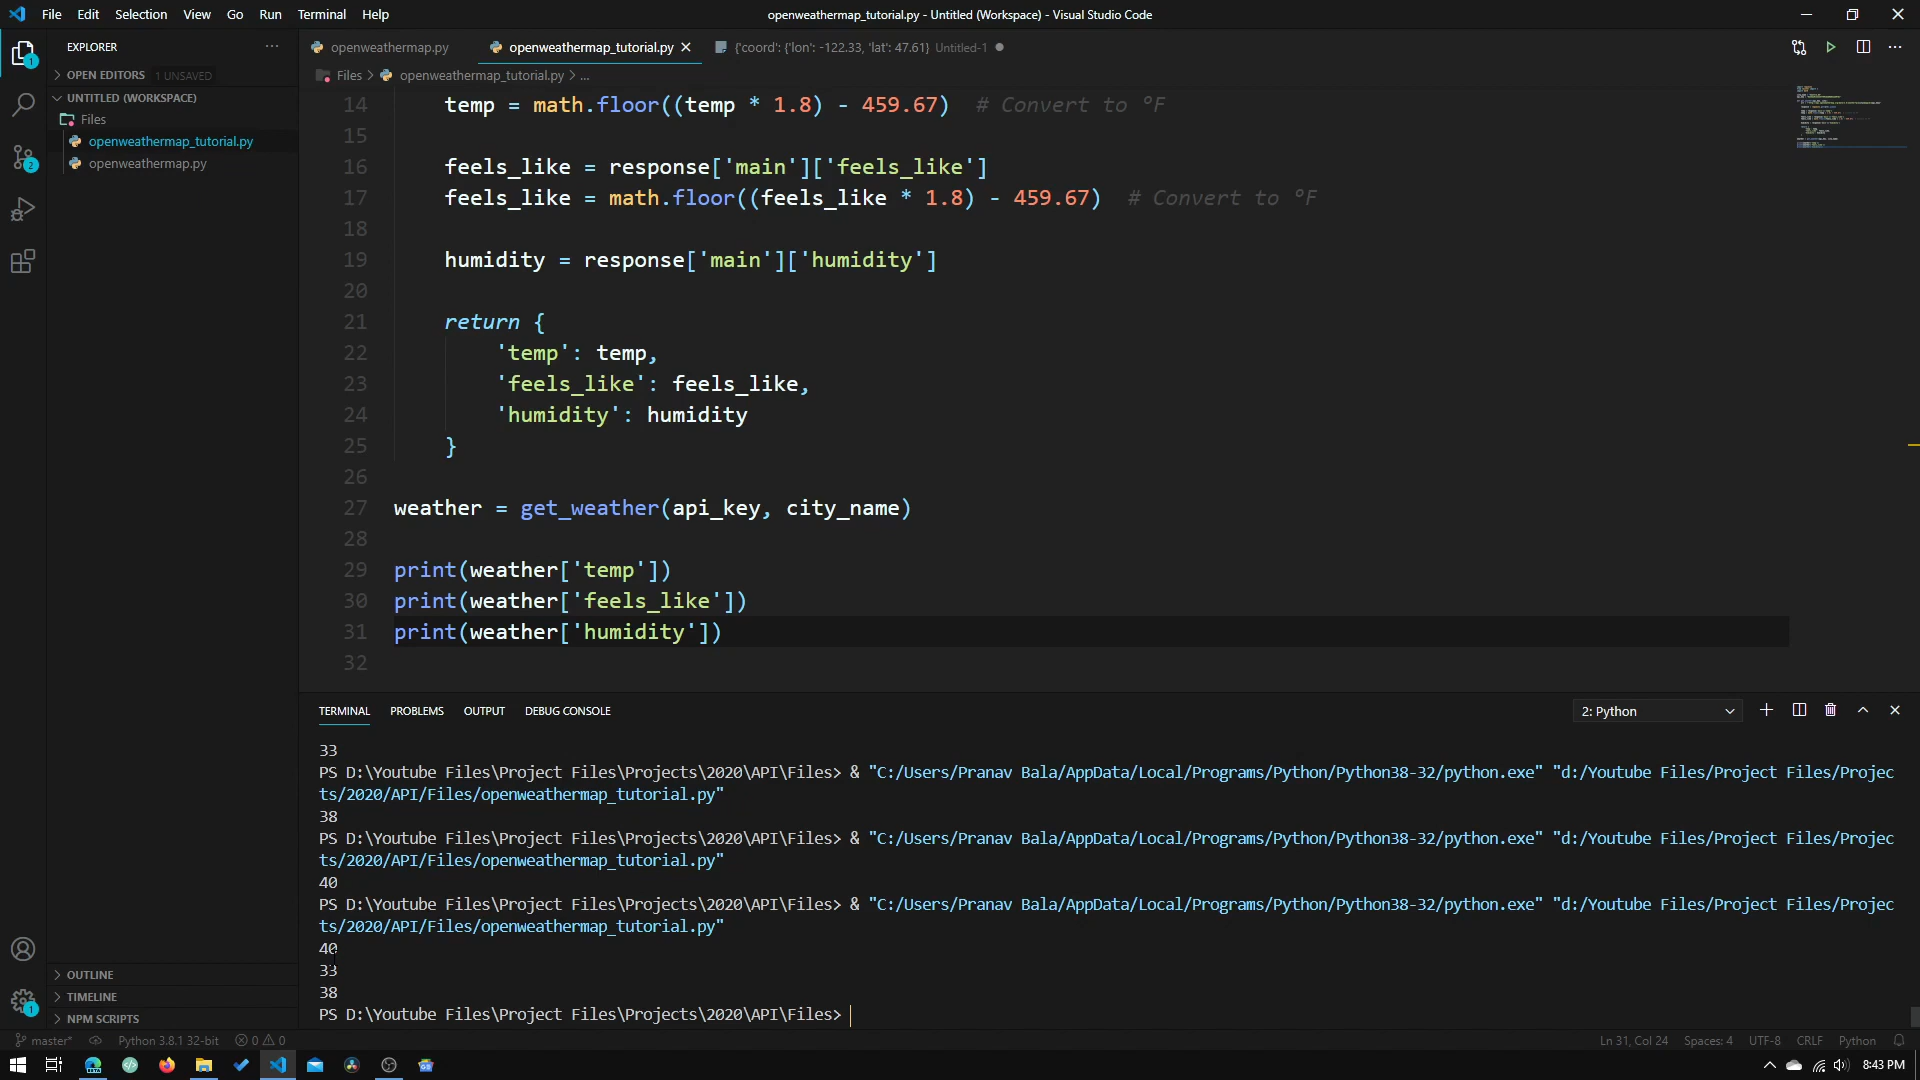 File Edit Selection View Go Run Terminal Help
openweathermap_tutorial.py - Untitled (Workspace) - Visual Studio Code
EXPLORER
OPEN EDITORS 1 UNSAVED
UNTITLED (WORKSPACE)
Files
openweathermap_tutorial.py
openweathermap.py
OUTLINE
TIMELINE
NPM SCRIPTS
openweathermap.py openweathermap_tutorial.py {'coord': {'lon': -122.33, 'lat': 47.61} Untitled-1
Files > openweathermap_tutorial.py > ...
14 temp = math.floor((temp * 1.8) - 459.67) # Convert to °F
15
16 feels_like = response['main']['feels_like']
17 feels_like = math.floor((feels_like * 1.8) - 459.67) # Convert to °F
18
19 humidity = response['main']['humidity']
20
21 return {
22 'temp': temp,
23 'feels_like': feels_like,
24 'humidity': humidity
25 }
26
27 weather = get_weather(api_key, city_name)
28
29 print(weather['temp'])
30 print(weather['feels_like'])
31 print(weather['humidity'])
32
TERMINAL PROBLEMS OUTPUT DEBUG CONSOLE
2: Python
33
PS D:\Youtube Files\Project Files\Projects\2020\API\Files> & "C:/Users/Pranav Bala/AppData/Local/Programs/Python/Python38-32/python.exe" "d:/Youtube Files/Project Files/Projec
ts/2020/API/Files/openweathermap_tutorial.py"
38
PS D:\Youtube Files\Project Files\Projects\2020\API\Files> & "C:/Users/Pranav Bala/AppData/Local/Programs/Python/Python38-32/python.exe" "d:/Youtube Files/Project Files/Projec
ts/2020/API/Files/openweathermap_tutorial.py"
40
PS D:\Youtube Files\Project Files\Projects\2020\API\Files> & "C:/Users/Pranav Bala/AppData/Local/Programs/Python/Python38-32/python.exe" "d:/Youtube Files/Project Files/Projec
ts/2020/API/Files/openweathermap_tutorial.py"
40
33
38
PS D:\Youtube Files\Project Files\Projects\2020\API\Files>
master* Python 3.8.1 32-bit 0 0 Ln 31, Col 24 Spaces: 4 UTF-8 CRLF Python
8:43 PM